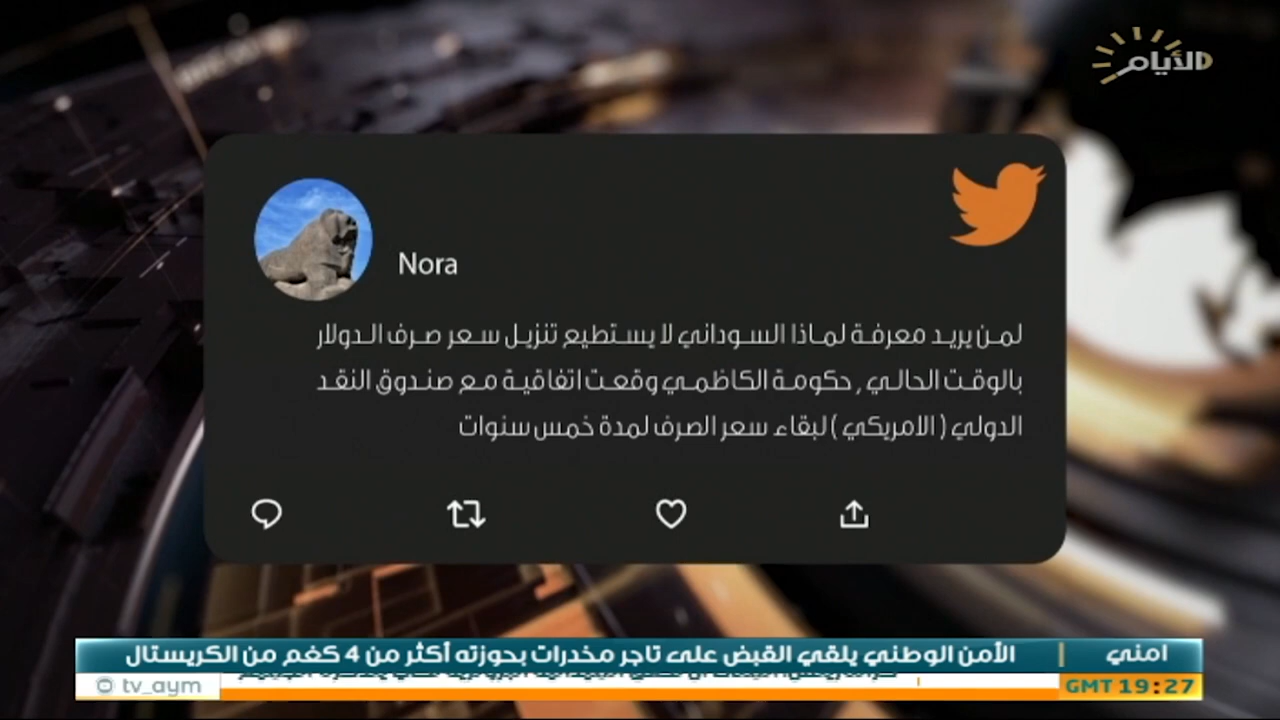 الأيام
Nora
لمن يريد معرفة لماذا السوداني لا يستطيع تنزيل سعر صرف الدولار
بالوقت الحالي , حكومة الكاظمي وقعت اتفاقية مع صندوق النقد
الدولي ( الامريكي ) لبقاء سعر الصرف لمدة خمس سنوات
امني | الأمن الوطني يلقي القبض على تاجر مخدرات بحوزته أكثر من 4 كغم من الكريستال
GMT 19:27
tv_aym